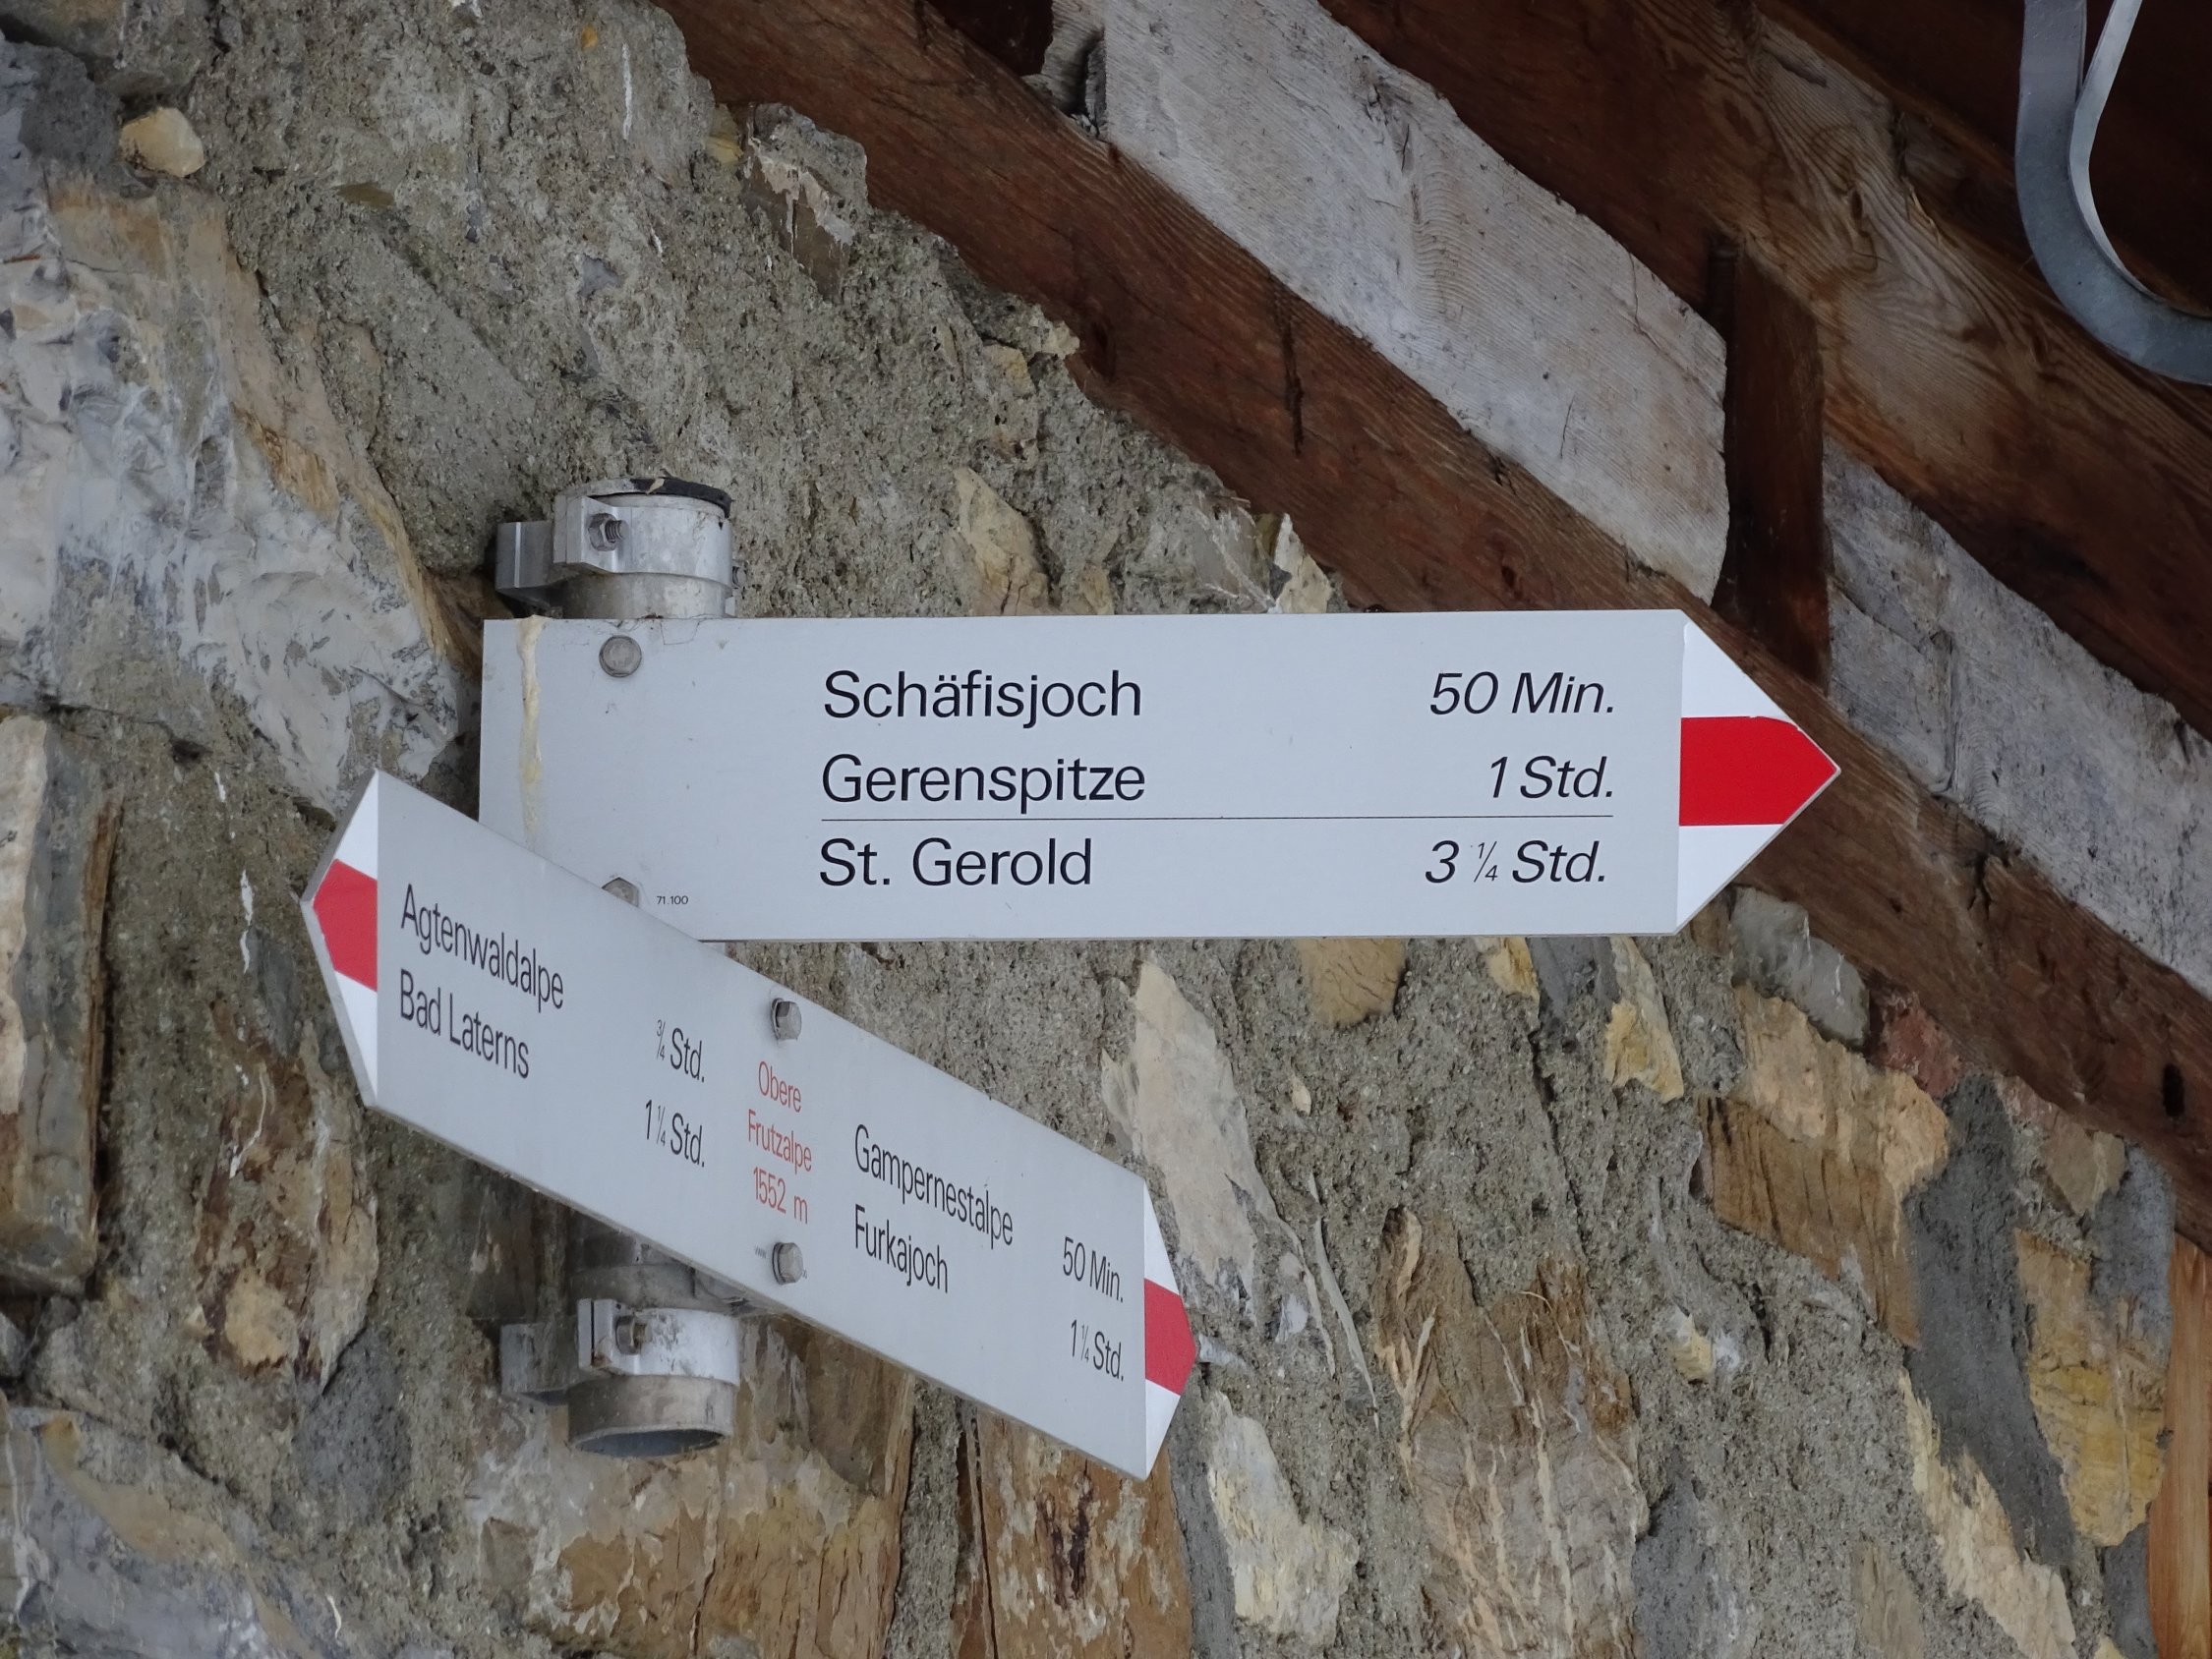 Schäfisjoch 50 Min.
Gerenspitze 1 Std.
St. Gerold 3 1/4 Std.
71.100
Agtenwaldalpe 3/4 Std.
Bad Laterns 1 1/4 Std.
Obere
Frutzalpe
1552 m
Gampernestalpe 50 Min.
Furkajoch 1 1/4 Std.